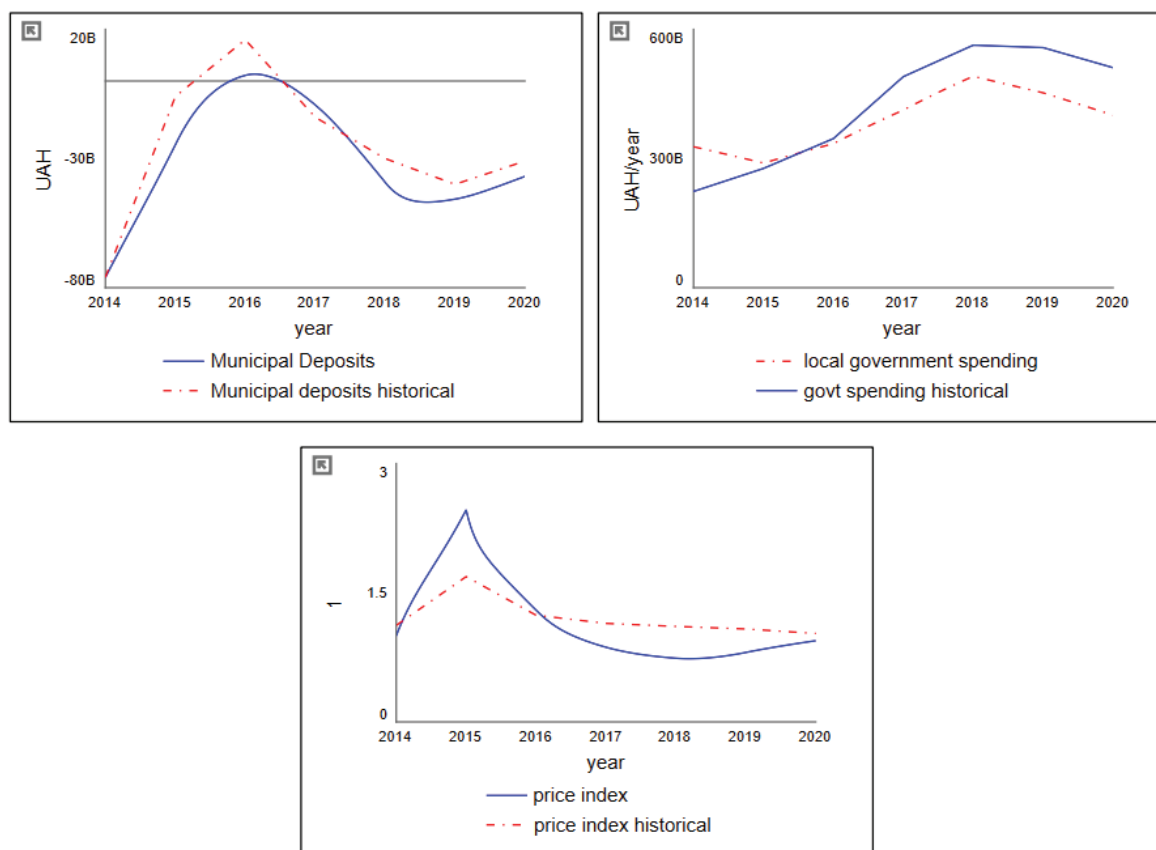 20B
UAH
-30B
-80B
2014 2015 2016 2017 2018 2019 2020
year
Municipal Deposits
Municipal deposits historical
600B
UAH/year
300B
0
2014 2015 2016 2017 2018 2019 2020
year
local government spending
govt spending historical
3
1.5
1
0
2014 2015 2016 2017 2018 2019 2020
year
price index
price index historical